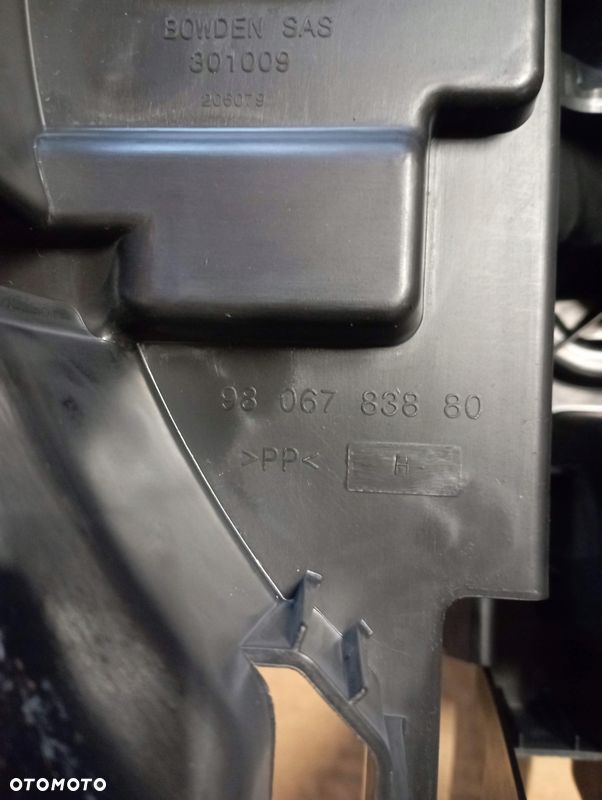 BOWDEN SAS
301009
206079
98 067 838 80
>PP< H
OTOMOTO